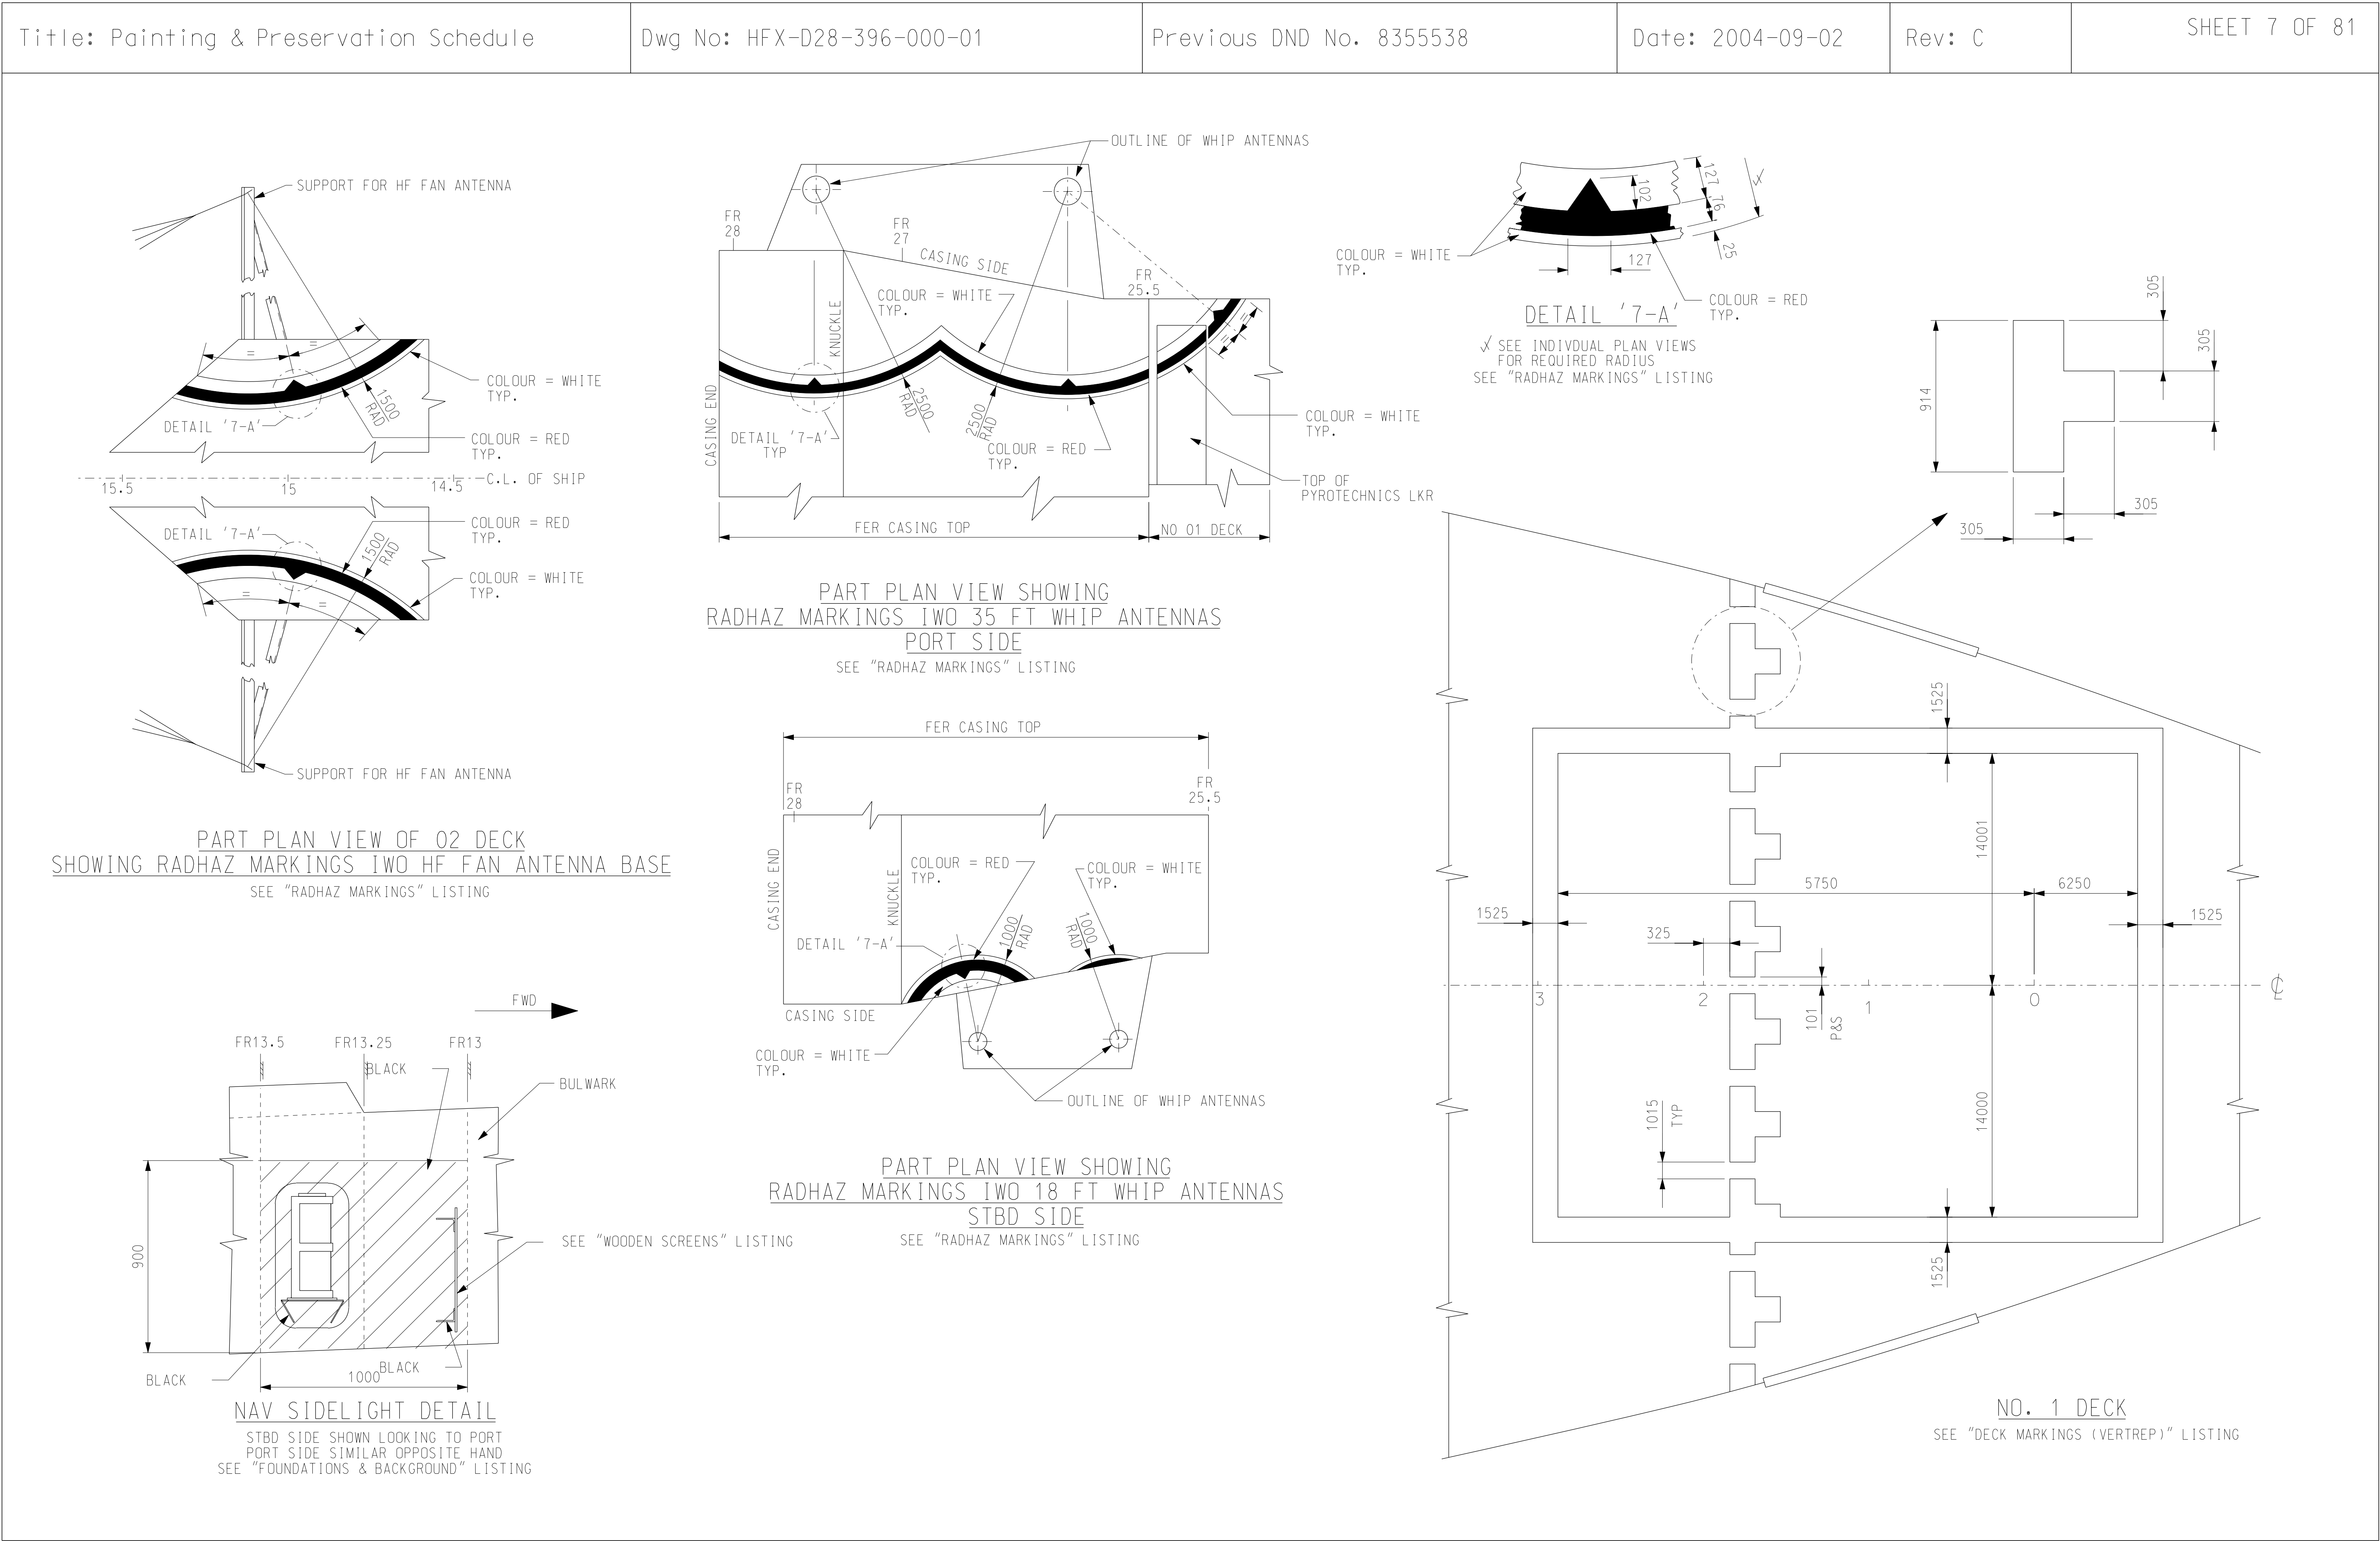 Title: Painting & Preservation Schedule
Dwg No: HFX-D28-396-000-01
Previous DND No. 8355538
Date: 2004-09-02
Rev: C
SHEET 7 OF 81
SUPPORT FOR HF FAN ANTENNA
=
=
COLOUR = WHITE
TYP.
1500
RAD
DETAIL '7-A'
COLOUR = RED
TYP.
C.L. OF SHIP
15.5
15
14.5
DETAIL '7-A'
COLOUR = RED
TYP.
1500
RAD
COLOUR = WHITE
TYP.
=
=
SUPPORT FOR HF FAN ANTENNA
PART PLAN VIEW OF 02 DECK
SHOWING RADHAZ MARKINGS IWO HF FAN ANTENNA BASE
SEE "RADHAZ MARKINGS" LISTING
FWD
FR13.5
FR13.25
FR13
BLACK
BULWARK
900
SEE "WOODEN SCREENS" LISTING
BLACK
BLACK
1000
NAV SIDELIGHT DETAIL
STBD SIDE SHOWN LOOKING TO PORT
PORT SIDE SIMILAR OPPOSITE HAND
SEE "FOUNDATIONS & BACKGROUND" LISTING
OUTLINE OF WHIP ANTENNAS
FR
28
FR
27
CASING SIDE
FR
25.5
COLOUR = WHITE
TYP.
KNUCKLE
=
=
CASING END
2500
RAD
2500
RAD
DETAIL '7-A'
TYP
COLOUR = RED
TYP.
COLOUR = WHITE
TYP.
TOP OF
PYROTECHNICS LKR
FER CASING TOP
NO 01 DECK
PART PLAN VIEW SHOWING
RADHAZ MARKINGS IWO 35 FT WHIP ANTENNAS
PORT SIDE
SEE "RADHAZ MARKINGS" LISTING
FER CASING TOP
FR
28
FR
25.5
CASING END
KNUCKLE
COLOUR = RED
TYP.
COLOUR = WHITE
TYP.
DETAIL '7-A'
1000
RAD
1000
RAD
CASING SIDE
COLOUR = WHITE
TYP.
OUTLINE OF WHIP ANTENNAS
PART PLAN VIEW SHOWING
RADHAZ MARKINGS IWO 18 FT WHIP ANTENNAS
STBD SIDE
SEE "RADHAZ MARKINGS" LISTING
102
127
76
25
COLOUR = WHITE
TYP.
127
COLOUR = RED
TYP.
DETAIL '7-A'
SEE INDIVDUAL PLAN VIEWS
FOR REQUIRED RADIUS
SEE "RADHAZ MARKINGS" LISTING
305
305
914
305
305
1525
14001
5750
6250
1525
1525
325
3
2
1
0
101
P&S
1015
TYP
14000
1525
NO. 1 DECK
SEE "DECK MARKINGS (VERTREP)" LISTING